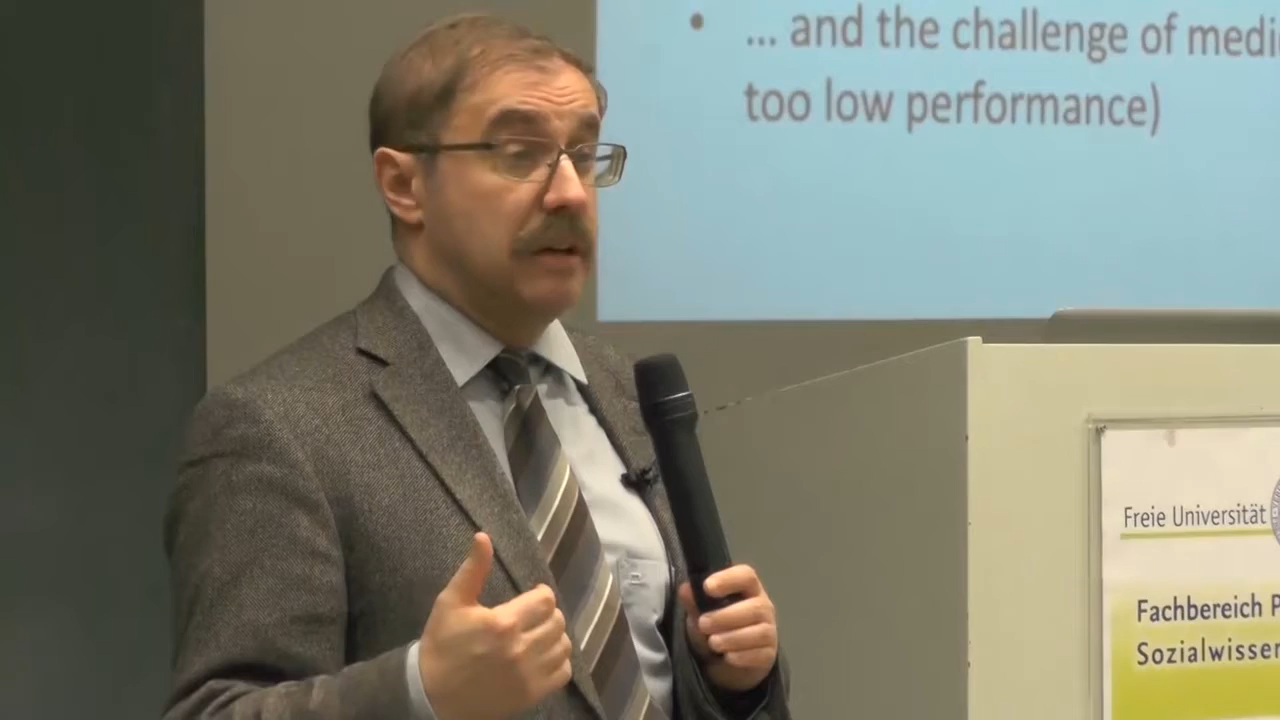 • ... and the challenge of medi
too low performance)
Freie Universität
Fachbereich P
Sozialwissen